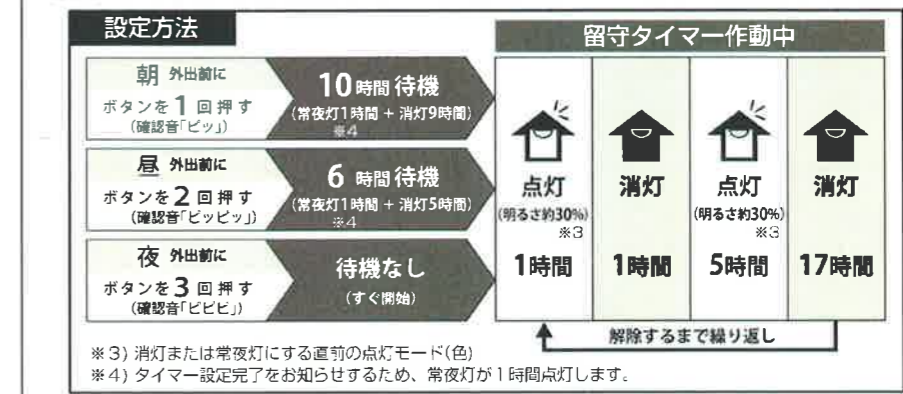 設定方法
留守タイマー作動中
朝 外出前に
ボタンを1回押す
(確認音「ピッ」)
10時間待機
(常夜灯1時間 + 消灯9時間)
※4
昼 外出前に
ボタンを2回押す
(確認音「ピッピッ」)
6時間待機
(常夜灯1時間 + 消灯5時間)
※4
夜 外出前に
ボタンを3回押す
(確認音「ピピピ」)
待機なし
(すぐ開始)
点灯
(明るさ約30%)
※3
1時間
消灯
1時間
点灯
(明るさ約30%)
※3
5時間
消灯
17時間
解除するまで繰り返し
※3) 消灯または常夜灯にする直前の点灯モード(色)
※4) タイマー設定完了をお知らせするため、常夜灯が1時間点灯します。